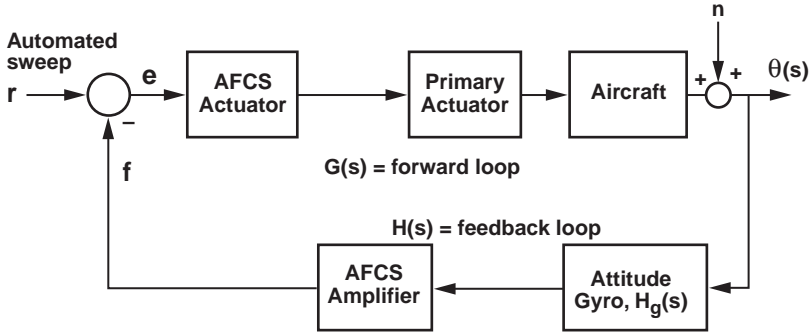 n
Automated
sweep
r
e
–
AFCS
Actuator
Primary
Actuator
Aircraft
+
+
θ(s)
f
G(s) = forward loop
H(s) = feedback loop
AFCS
Amplifier
Attitude
Gyro, Hg(s)